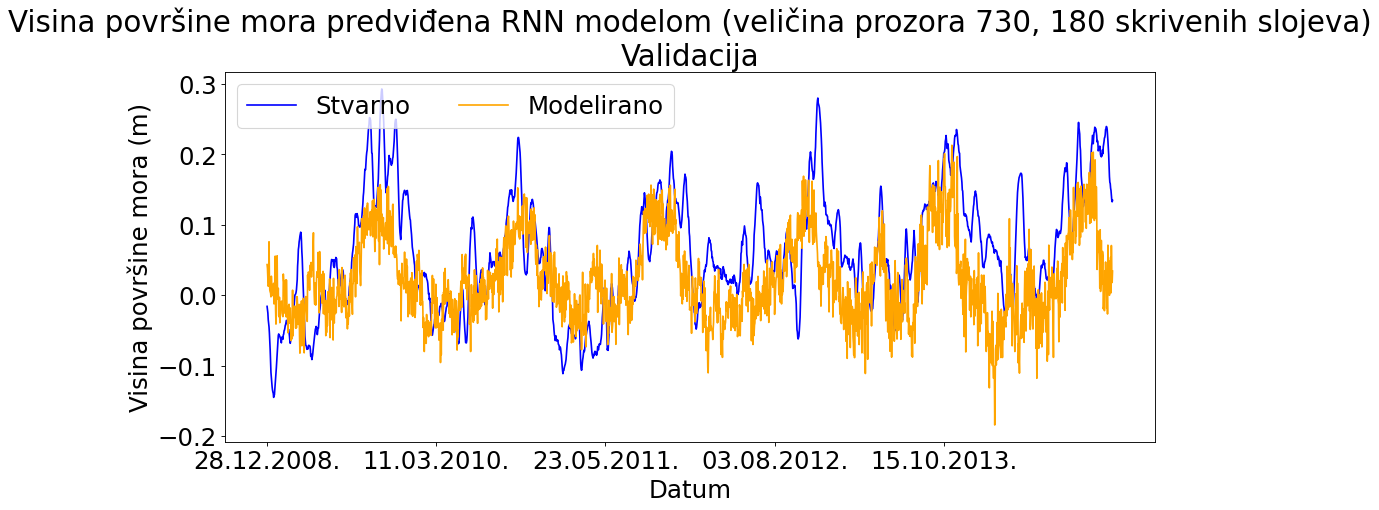 Visina površine mora predviđena RNN modelom (veličina prozora 730, 180 skrivenih slojeva)
Validacija
Stvarno
Modelirano
Visina površine mora (m)
0.3
0.2
0.1
0.0
−0.1
−0.2
28.12.2008.
11.03.2010.
23.05.2011.
03.08.2012.
15.10.2013.
Datum